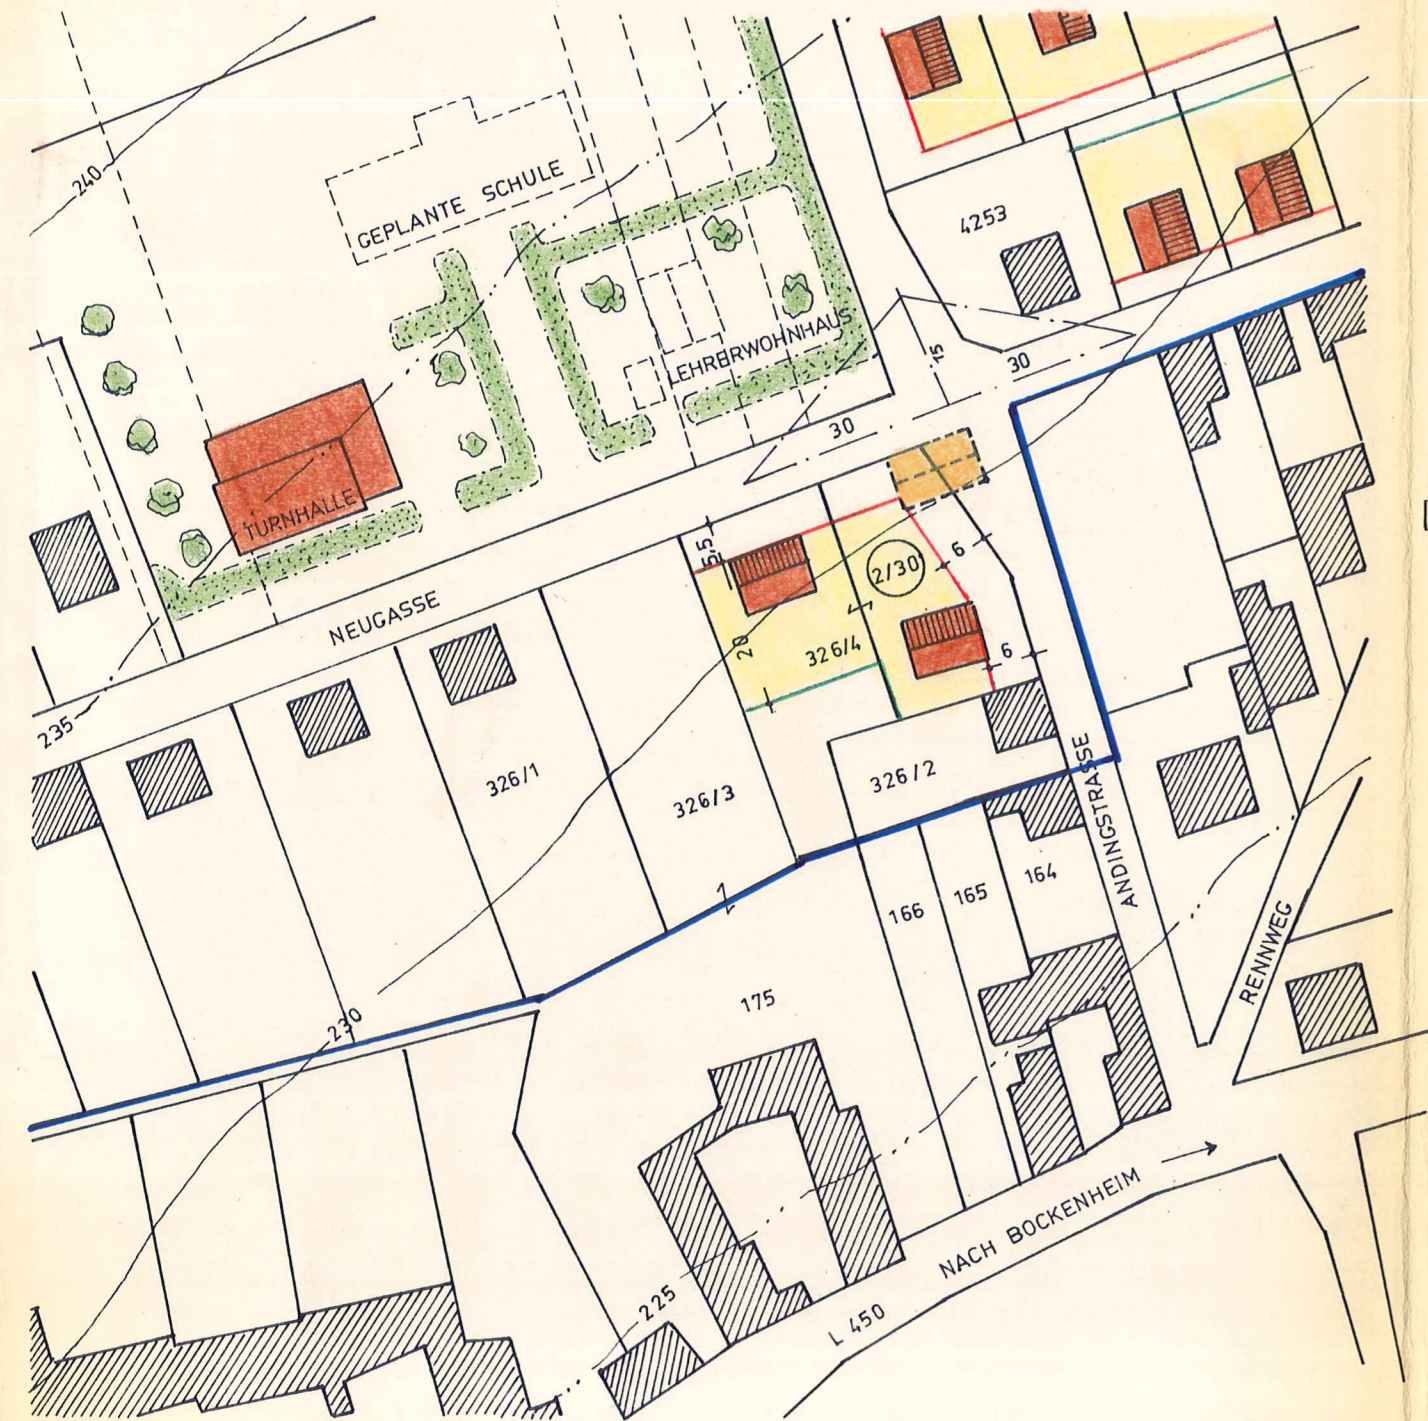 240
GEPLANTE SCHULE
4253
LEHRERWOHNHAUS
15
30
30
TURNHALLE
5,5
6
2/30
NEUGASSE
20
326/4
6
235
326/1
326/3
326/2
ANDINGSTRASSE
164
165
166
175
RENNWEG
230
NACH BOCKENHEIM
225
L 450